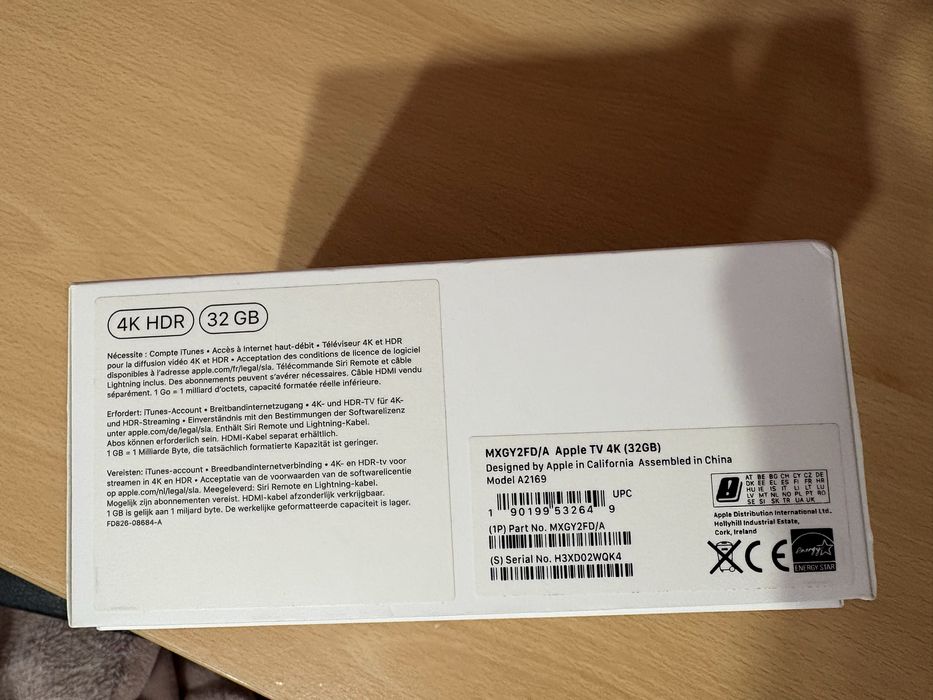 4K HDR 32 GB
Nécessite : Compte iTunes • Accès à Internet haut-débit • Téléviseur 4K et HDR
pour la diffusion vidéo 4K et HDR • Acceptation des conditions de licence de logiciel
disponibles à l'adresse apple.com/fr/legal/sla. Télécommande Siri Remote et câble
Lightning inclus. Des abonnements peuvent s'avérer nécessaires. Câble HDMI vendu
séparément. 1 Go = 1 milliard d'octets, capacité formatée réelle inférieure.
Erfordert: iTunes-Account • Breitbandinternetzugang • 4K- und HDR-TV für 4K-
und HDR-Streaming • Einverständnis mit den Bestimmungen der Softwarelizenz
unter apple.com/de/legal/sla. Enthält Siri Remote und Lightning-Kabel.
Abos können erforderlich sein. HDMI-Kabel separat erhältlich.
1 GB = 1 Milliarde Byte, die tatsächlich formatierte Kapazität ist geringer.
Vereisten: iTunes-account • Breedbandinternetverbinding • 4K- en HDR-tv voor
streamen in 4K en HDR • Acceptatie van de voorwaarden van de softwarelicentie
op apple.com/nl/legal/sla. Meegeleverd: Siri Remote en Lightning-kabel.
Mogelijk zijn abonnementen vereist. HDMI-kabel afzonderlijk verkrijgbaar.
1 GB is gelijk aan 1 miljard byte. De werkelijke geformatteerde capaciteit is lager.
FD826-08684-A
MXGY2FD/A Apple TV 4K (32GB)
Designed by Apple in California Assembled in China
Model A2169
UPC
1 90199 53264 9
(1P) Part No. MXGY2FD/A
(S) Serial No. H3XD02WQK4
AT BE BG CH CY CZ DE
DK EE EL ES FI FR HR
HU IE IS IT LI LT LU
LV MT NL NO PL PT RO
SE SI SK TR UA UK
Apple Distribution International Ltd.
Hollyhill Industrial Estate,
Cork, Ireland
CE
energy
ENERGY STAR